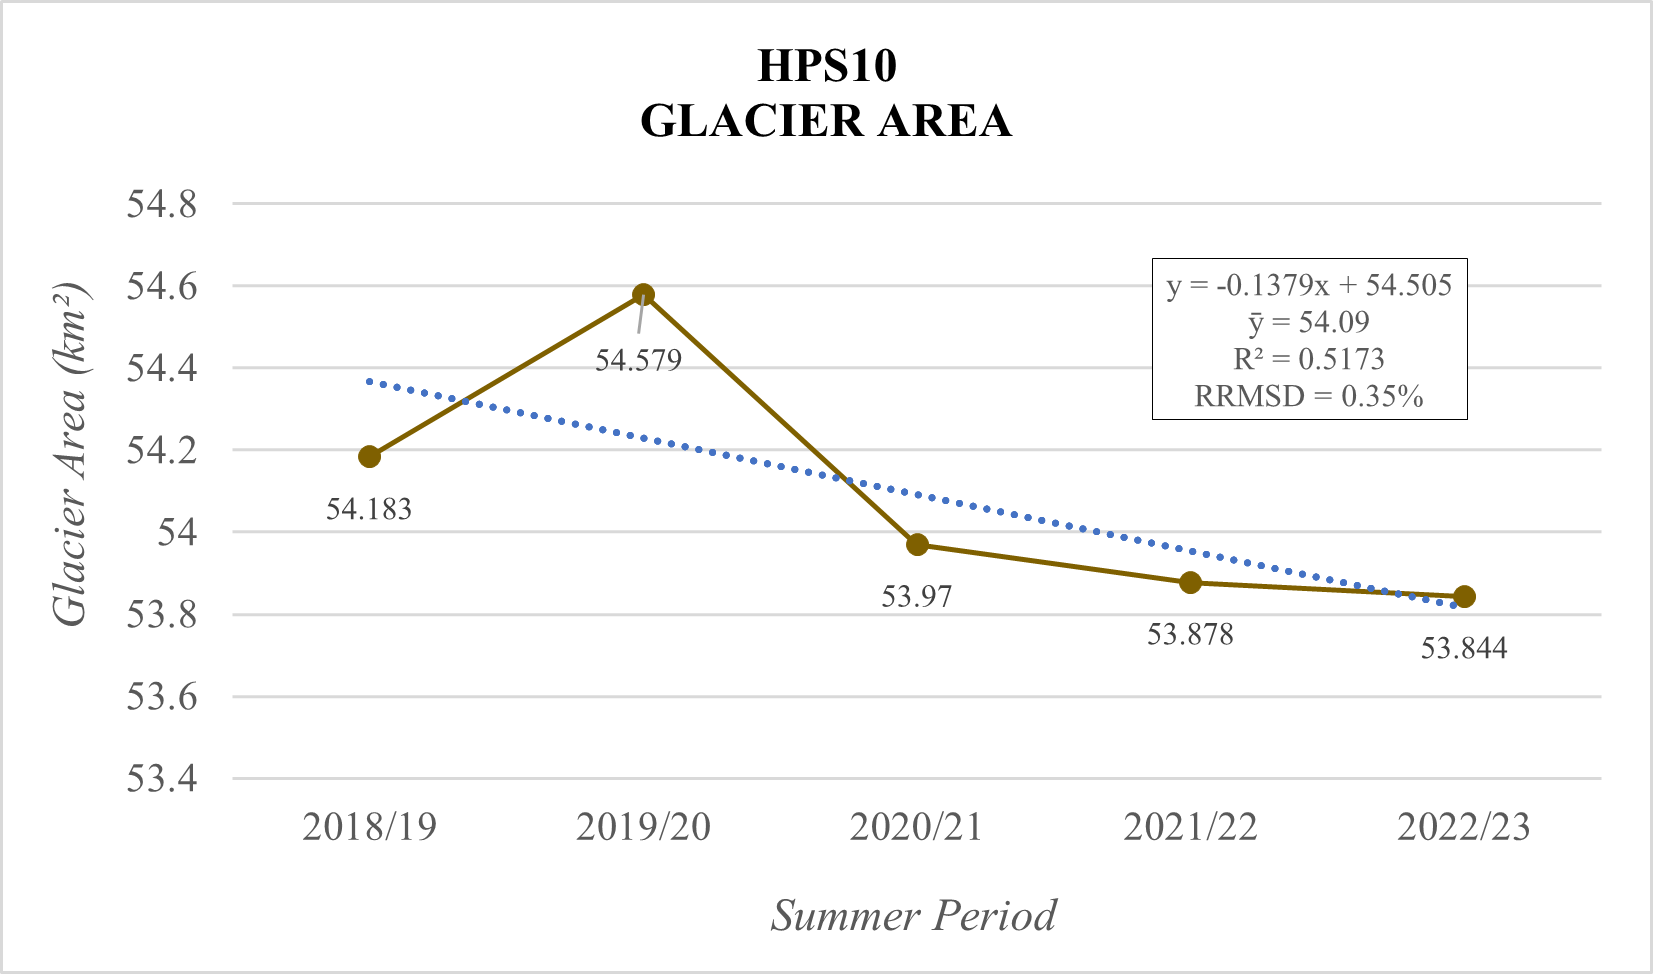 HPS10
GLACIER AREA
54.8
54.6
54.4
54.2
54
53.8
53.6
53.4
Glacier Area (km²)
y = -0.1379x + 54.505
ȳ = 54.09
R² = 0.5173
RRMSD = 0.35%
54.183
54.579
53.97
53.878
53.844
2018/19
2019/20
2020/21
2021/22
2022/23
Summer Period